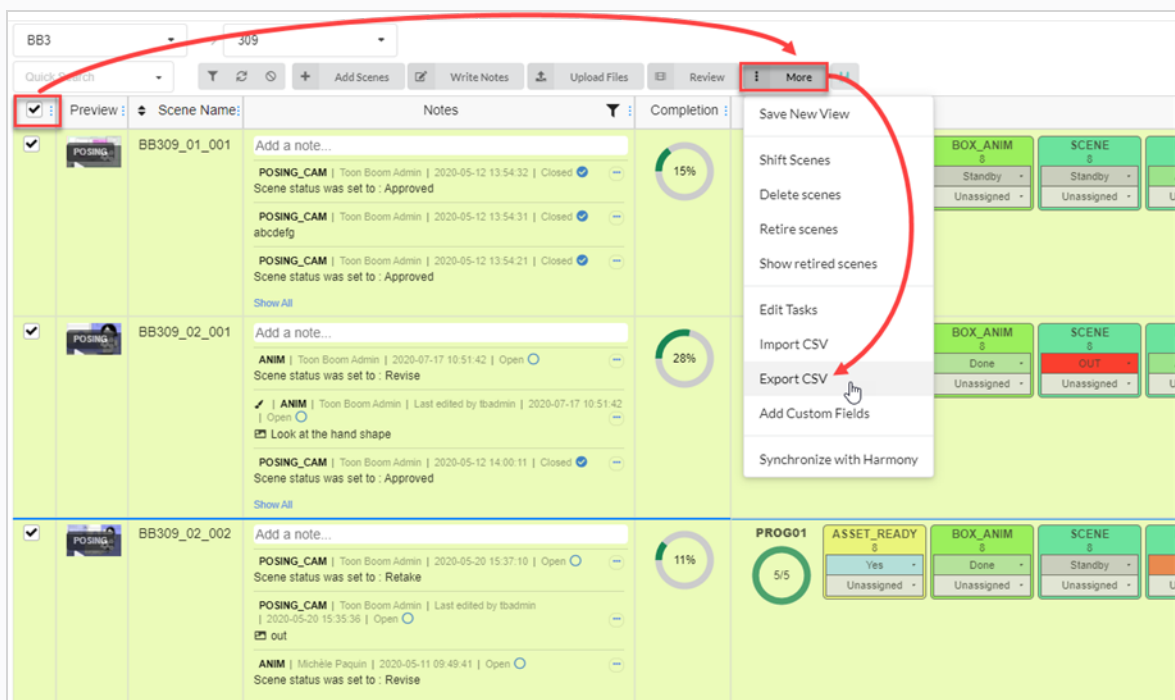 BB3
309
Quick Search
Add Scenes
Write Notes
Upload Files
Review
More
Preview
Scene Name
Notes
Completion
Save New View
Shift Scenes
Delete scenes
Retire scenes
Show retired scenes
Edit Tasks
Import CSV
Export CSV
Add Custom Fields
Synchronize with Harmony
POSING
BB309_01_001
Add a note...
POSING_CAM | Toon Boom Admin | 2020-05-12 13:54:32 | Closed
Scene status was set to : Approved
POSING_CAM | Toon Boom Admin | 2020-05-12 13:54:31 | Closed
abcdefg
POSING_CAM | Toon Boom Admin | 2020-05-12 13:54:21 | Closed
Scene status was set to : Approved
Show All
15%
BOX_ANIM
8
Standby
Unassigned
SCENE
8
Standby
Unassigned
POSING
BB309_02_001
Add a note...
ANIM | Toon Boom Admin | 2020-07-17 10:51:42 | Open
Scene status was set to : Revise
| ANIM | Toon Boom Admin | Last edited by tbadmin | 2020-07-17 10:51:42
| Open
Look at the hand shape
POSING_CAM | Toon Boom Admin | 2020-05-12 14:00:11 | Closed
Scene status was set to : Approved
Show All
28%
BOX_ANIM
8
Done
Unassigned
SCENE
8
OUT
Unassigned
POSING
BB309_02_002
Add a note...
POSING_CAM | Toon Boom Admin | 2020-05-20 15:37:10 | Open
Scene status was set to : Retake
POSING_CAM | Toon Boom Admin | Last edited by tbadmin
| 2020-05-20 15:35:36 | Open
out
ANIM | Michèle Paquin | 2020-05-11 09:49:41 | Open
Scene status was set to : Revise
11%
PROG01
5/5
ASSET_READY
8
Yes
Unassigned
BOX_ANIM
8
Done
Unassigned
SCENE
8
Standby
Unassigned